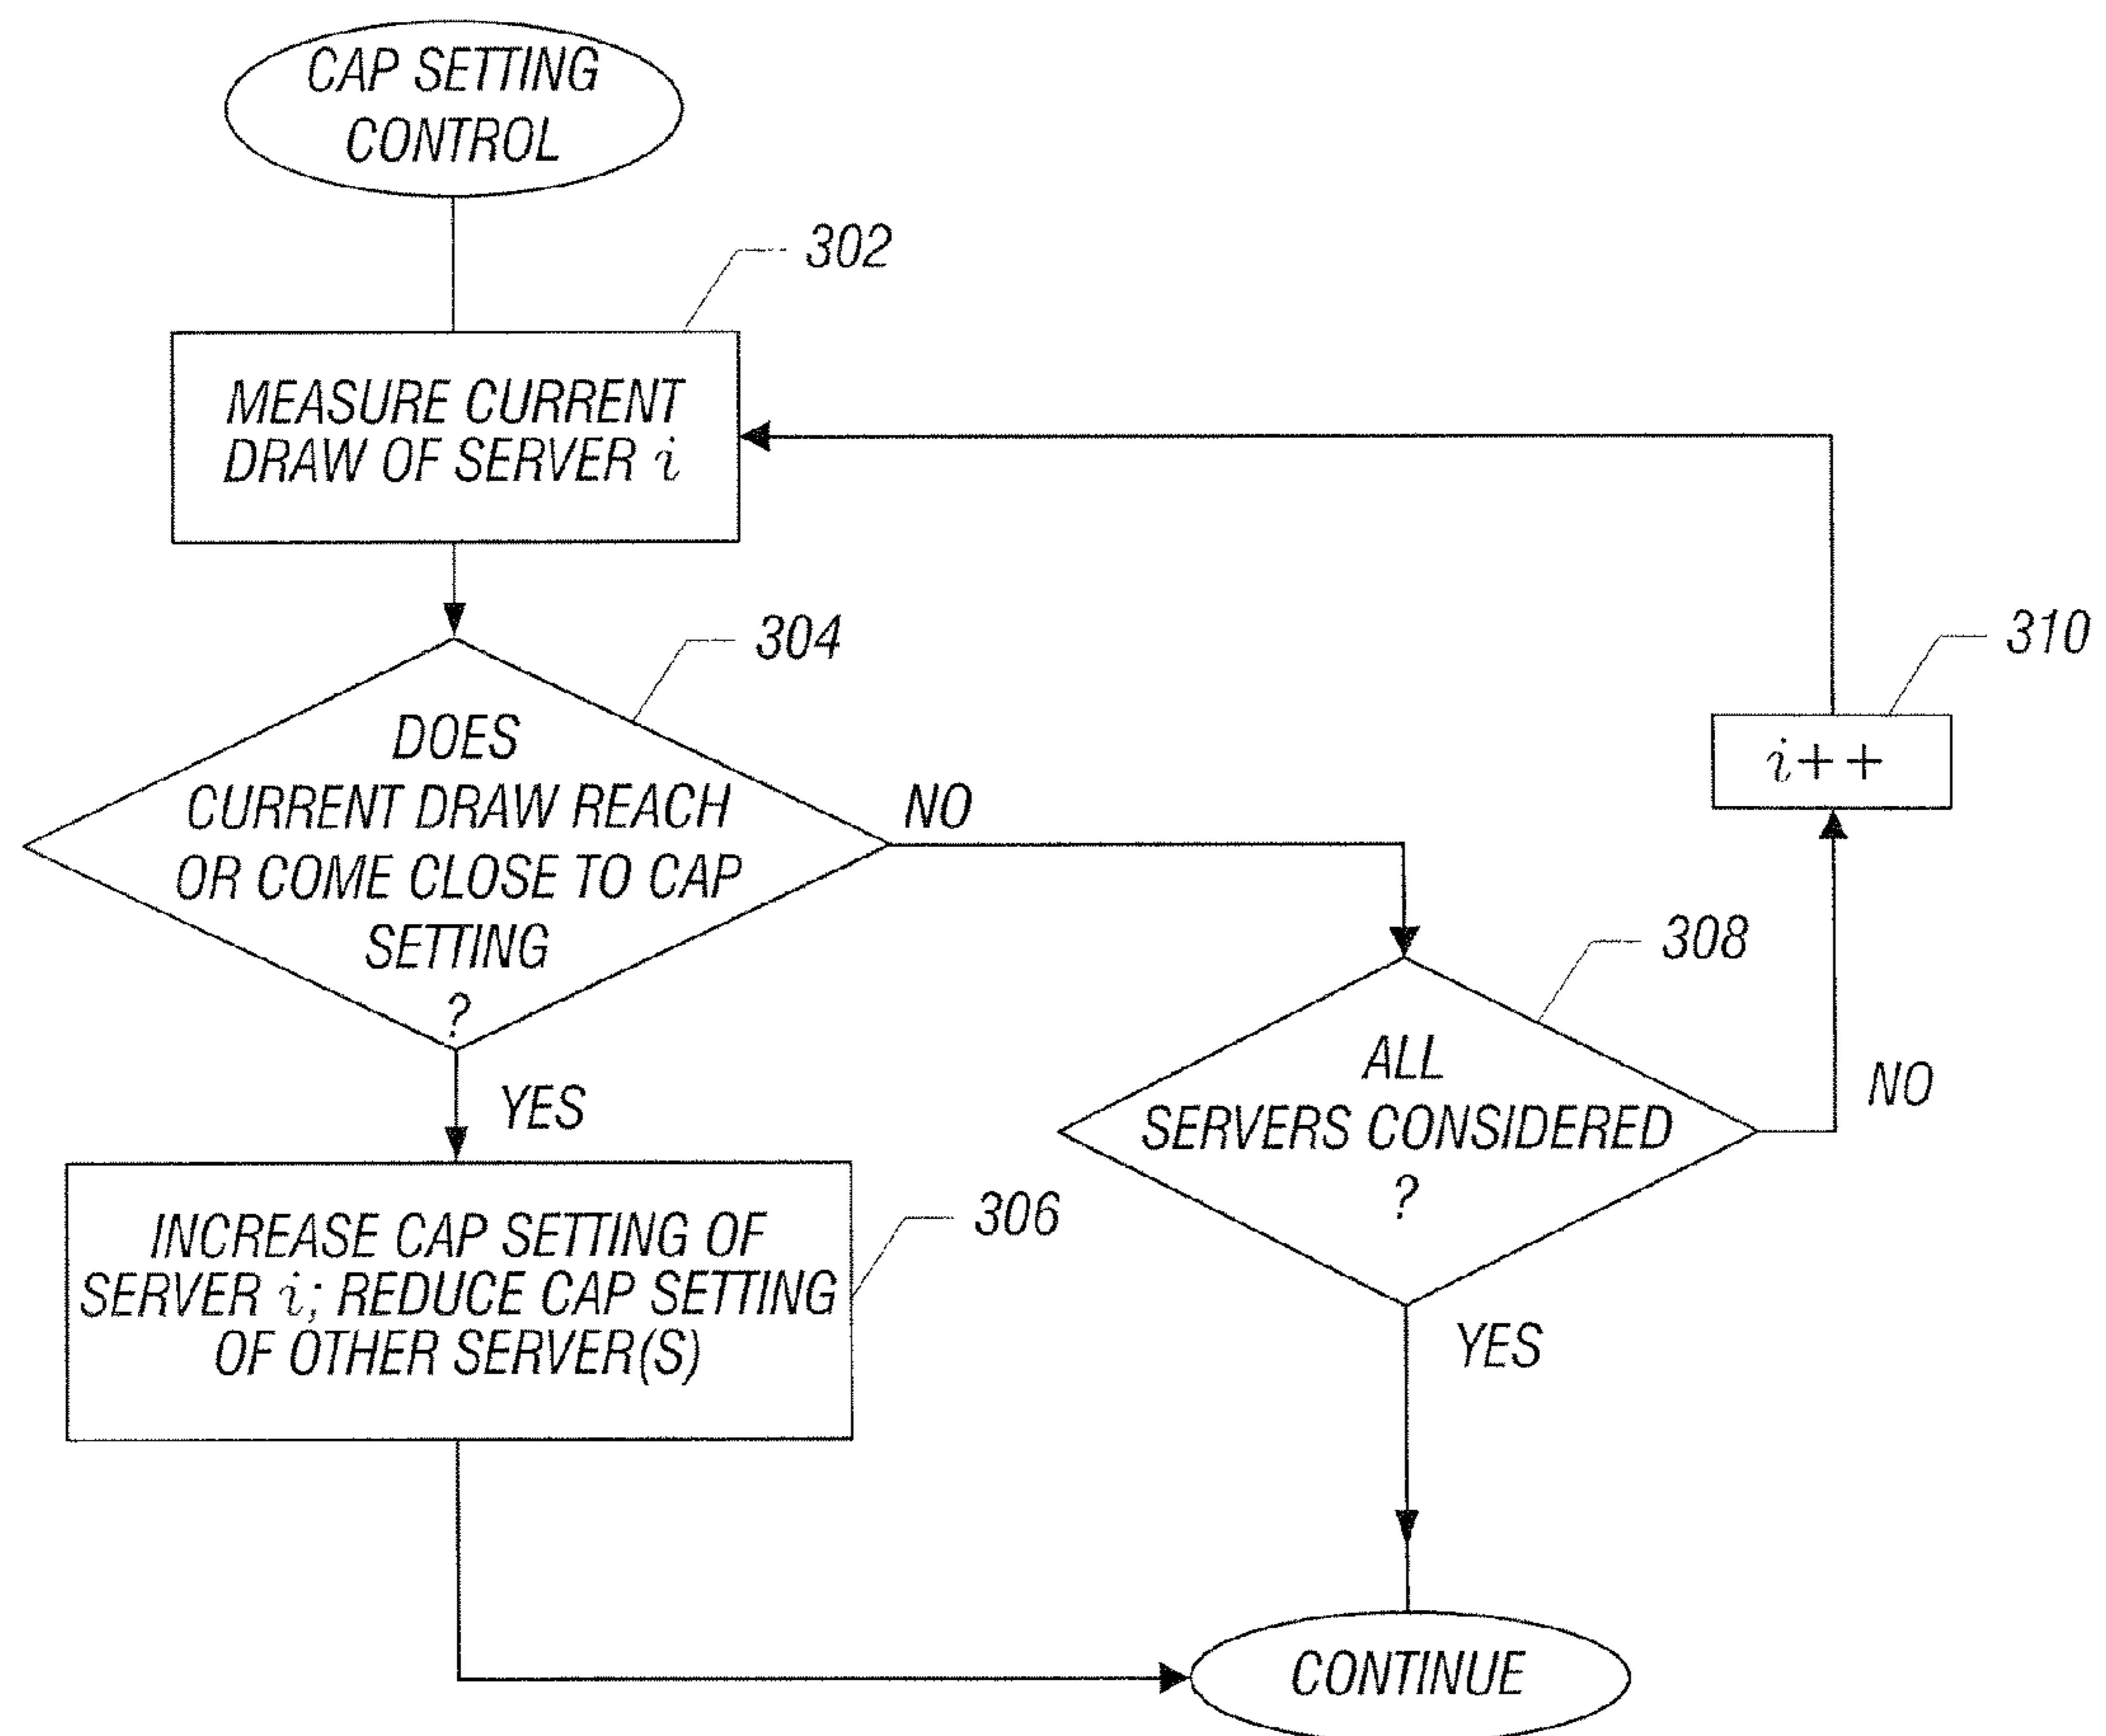 CAP SETTING
CONTROL
302
MEASURE CURRENT
DRAW OF SERVER i
304
DOES
CURRENT DRAW REACH
OR COME CLOSE TO CAP
SETTING
?
NO
310
i++
308
ALL
SERVERS CONSIDERED
?
NO
YES
306
INCREASE CAP SETTING OF
SERVER i; REDUCE CAP SETTING
OF OTHER SERVER(S)
YES
CONTINUE